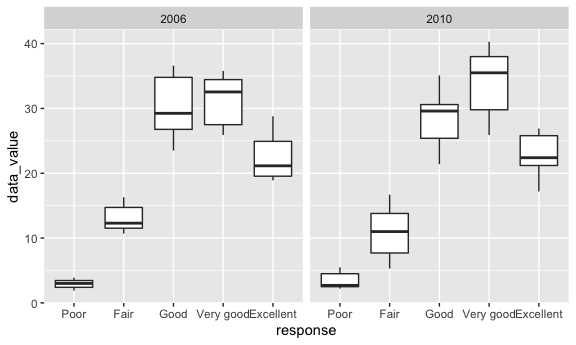 2006 2010
data_value
40
30
20
10
0
Poor Fair Good Very good Excellent Poor Fair Good Very good Excellent
response